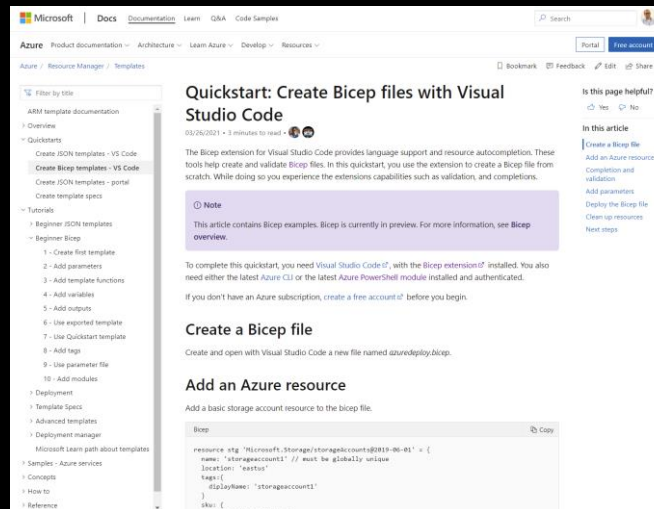 Microsoft Docs Documentation Learn Q&A Code Samples Search
Azure Product documentation Architecture Learn Azure Develop Resources Portal Free account
Azure / Resource Manager / Templates
Bookmark Feedback Edit Share
Filter by title
ARM template documentation
Overview
Quickstarts
Create JSON templates - VS Code
Create Bicep templates - VS Code
Create JSON templates - portal
Create template specs
Tutorials
Beginner JSON templates
Beginner Bicep
1 - Create first template
2 - Add parameters
3 - Add template functions
4 - Add variables
5 - Add outputs
6 - Use exported template
7 - Use Quickstart template
8 - Add tags
9 - Use parameter file
10 - Add modules
Deployment
Template Specs
Advanced templates
Deployment manager
Microsoft Learn path about templates
Samples - Azure services
Concepts
How to
Reference
Quickstart: Create Bicep files with Visual
Studio Code
03/26/2021 • 3 minutes to read •
The Bicep extension for Visual Studio Code provides language support and resource autocompletion. These
tools help create and validate Bicep files. In this quickstart, you use the extension to create a Bicep file from
scratch. While doing so you experience the extensions capabilities such as validation, and completions.
Note
This article contains Bicep examples. Bicep is currently in preview. For more information, see Bicep
overview.
To complete this quickstart, you need Visual Studio Code, with the Bicep extension installed. You also
need either the latest Azure CLI or the latest Azure PowerShell module installed and authenticated.
If you don't have an Azure subscription, create a free account before you begin.
Create a Bicep file
Create and open with Visual Studio Code a new file named azuredeploy.bicep.
Add an Azure resource
Add a basic storage account resource to the bicep file.
Bicep Copy
resource stg 'Microsoft.Storage/storageAccounts@2019-06-01' = {
name: 'storageaccount1' // must be globally unique
location: 'eastus'
tags:{
diplayName: 'storageaccount1'
}
sku: {
Is this page helpful?
Yes No
In this article
Create a Bicep file
Add an Azure resource
Completion and
validation
Add parameters
Deploy the Bicep file
Clean up resources
Next steps